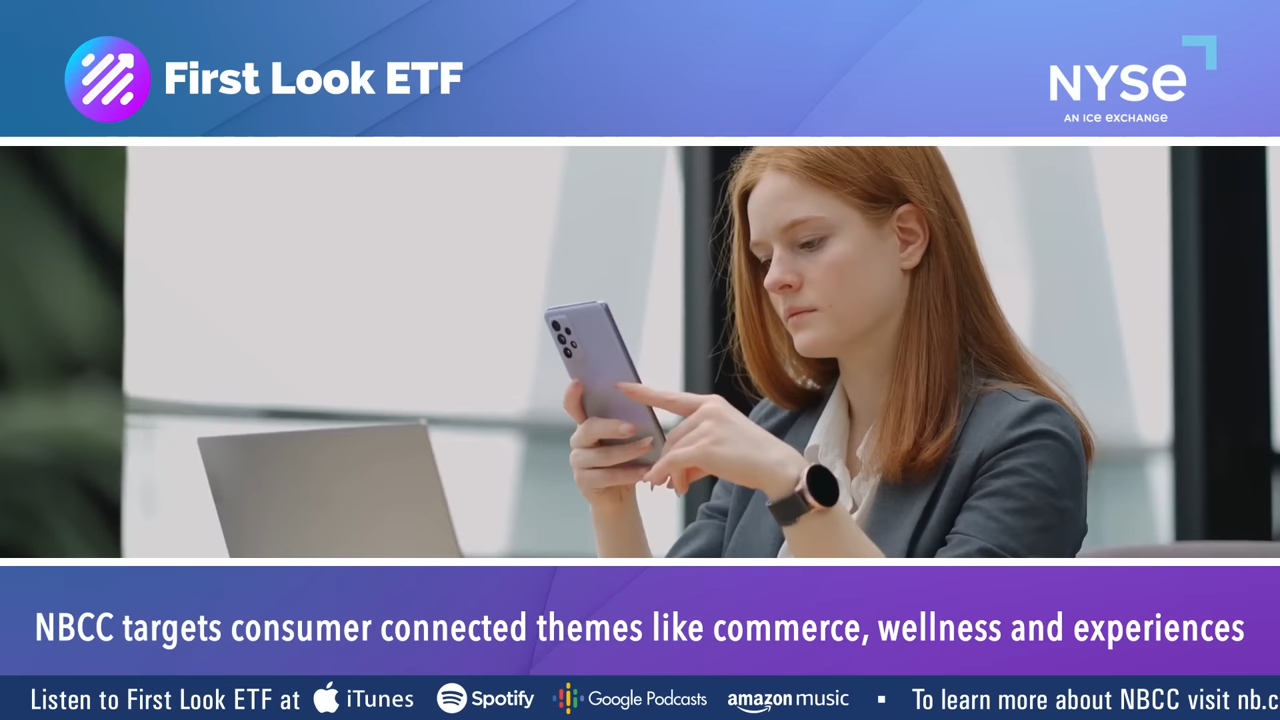 First Look ETF
NYSE
AN ICE EXCHANGE
NBCC targets consumer connected themes like commerce, wellness and experiences
Listen to First Look ETF at iTunes Spotify Google Podcasts amazon music ▪ To learn more about NBCC visit nb.c